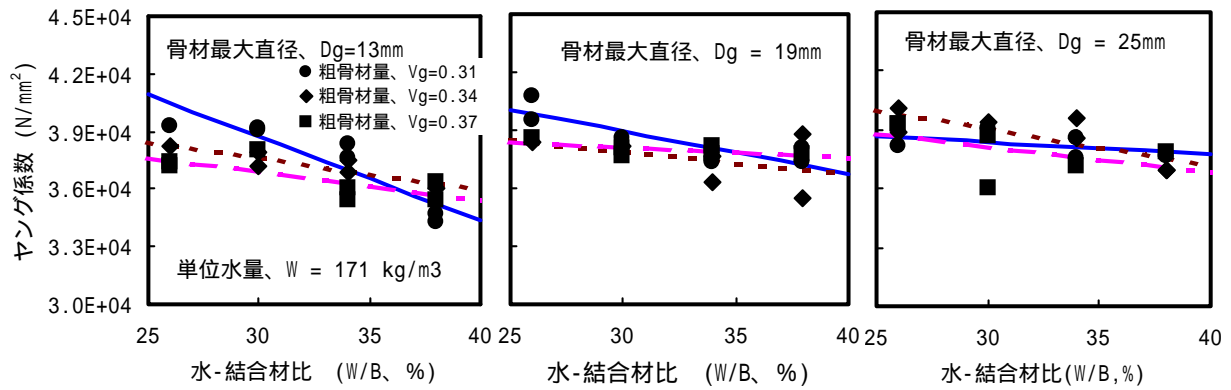 4.5E+04
4.2E+04
3.9E+04
3.6E+04
3.3E+04
3.0E+04
ヤング係数 (N/mm²)
骨材最大直径、Dg=13mm
粗骨材量、Vg=0.31
粗骨材量、Vg=0.34
粗骨材量、Vg=0.37
単位水量、W = 171 kg/m3
25 30 35 40
水-結合材比 (W/B、%)
骨材最大直径、Dg = 19mm
25 30 35 40
水-結合材比 (W/B、%)
骨材最大直径、Dg = 25mm
25 30 35 40
水-結合材比(W/B,%)